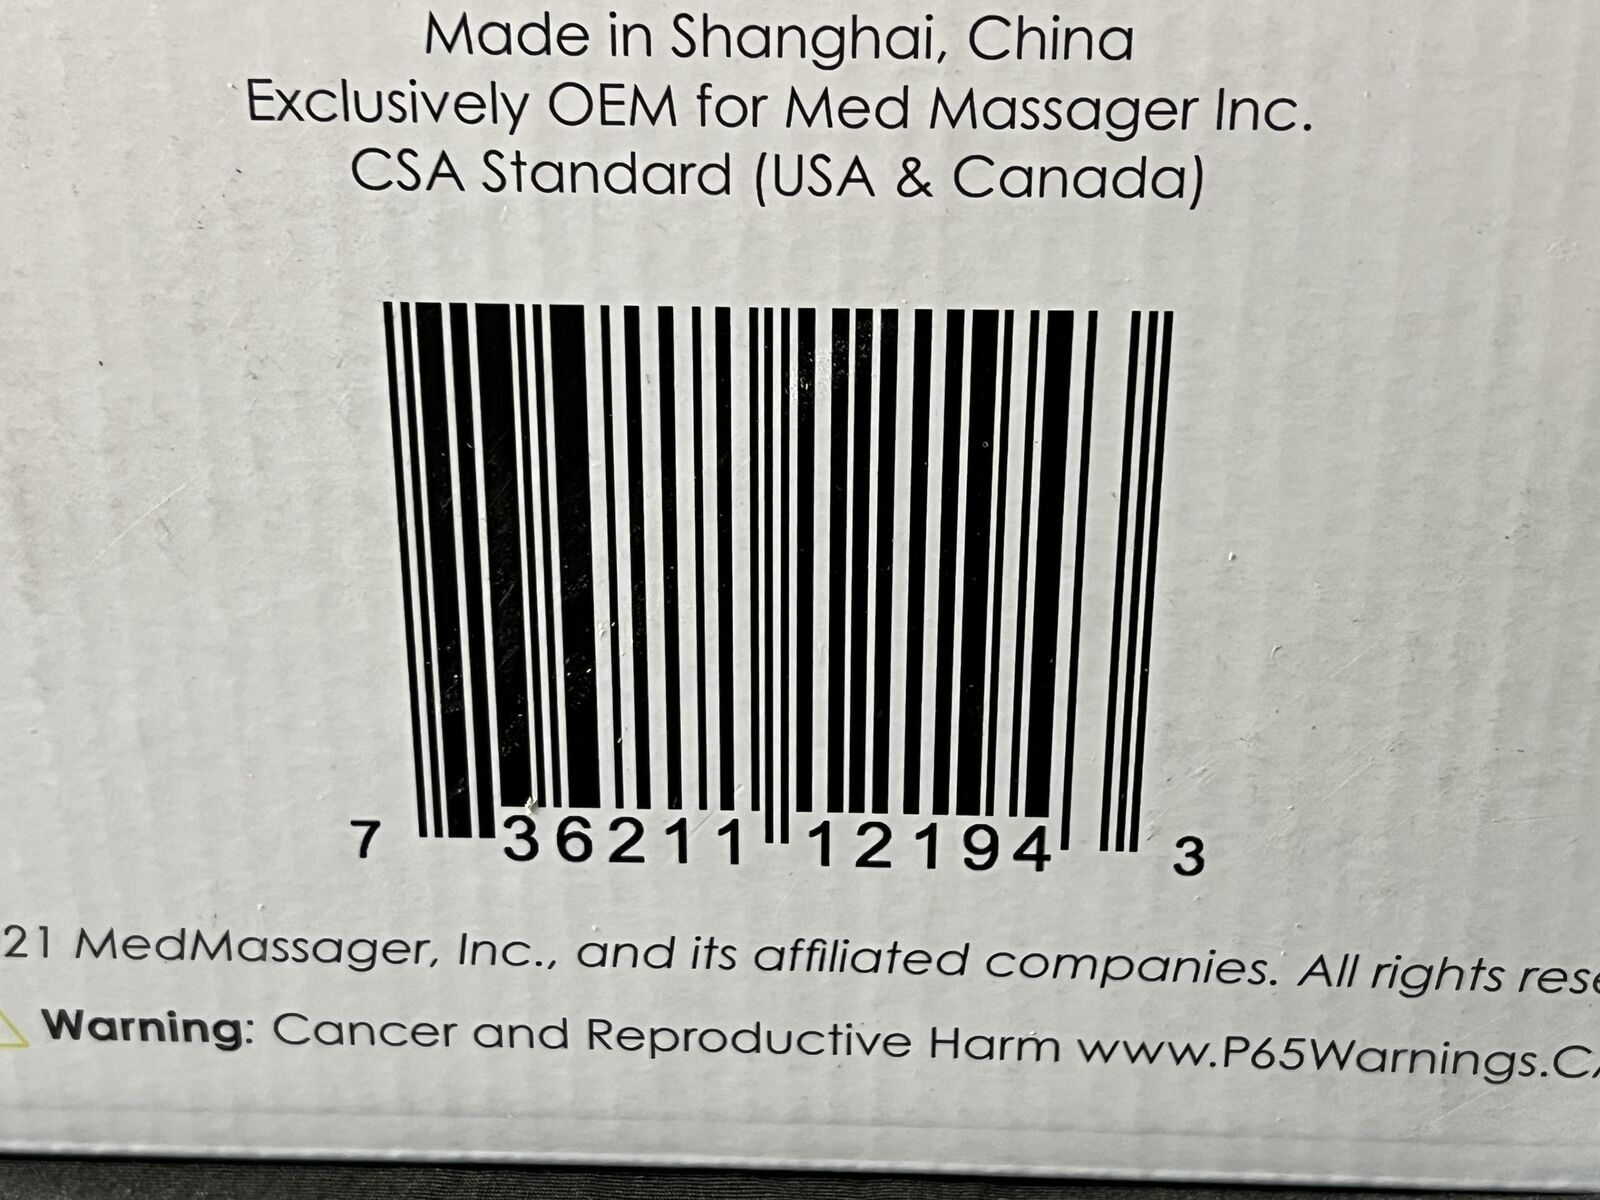 Made in Shanghai, China
Exclusively OEM for Med Massager Inc.
CSA Standard (USA & Canada)
7 36211 12194 3
21 MedMassager, Inc., and its affiliated companies. All rights rese
Warning: Cancer and Reproductive Harm www.P65Warnings.C